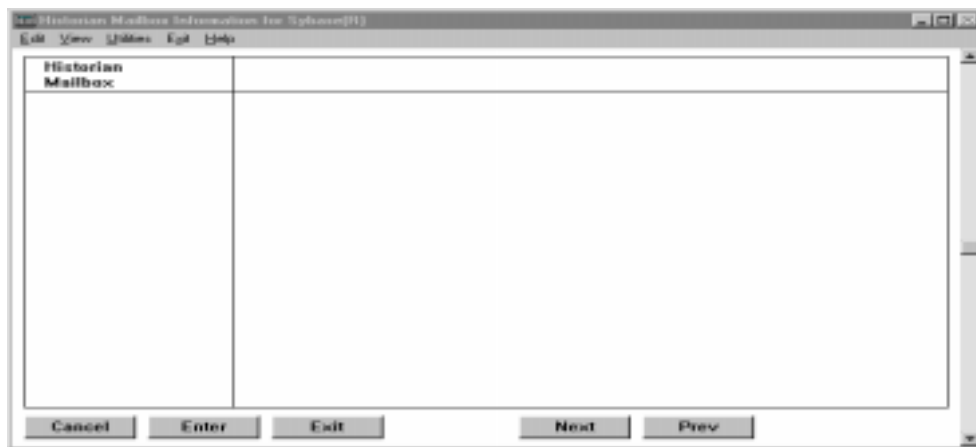 Historian Mailbox Information for Sybase(R)
Edit View Utilities Exit Help
Historian
Mailbox
Cancel Enter Exit Next Prev